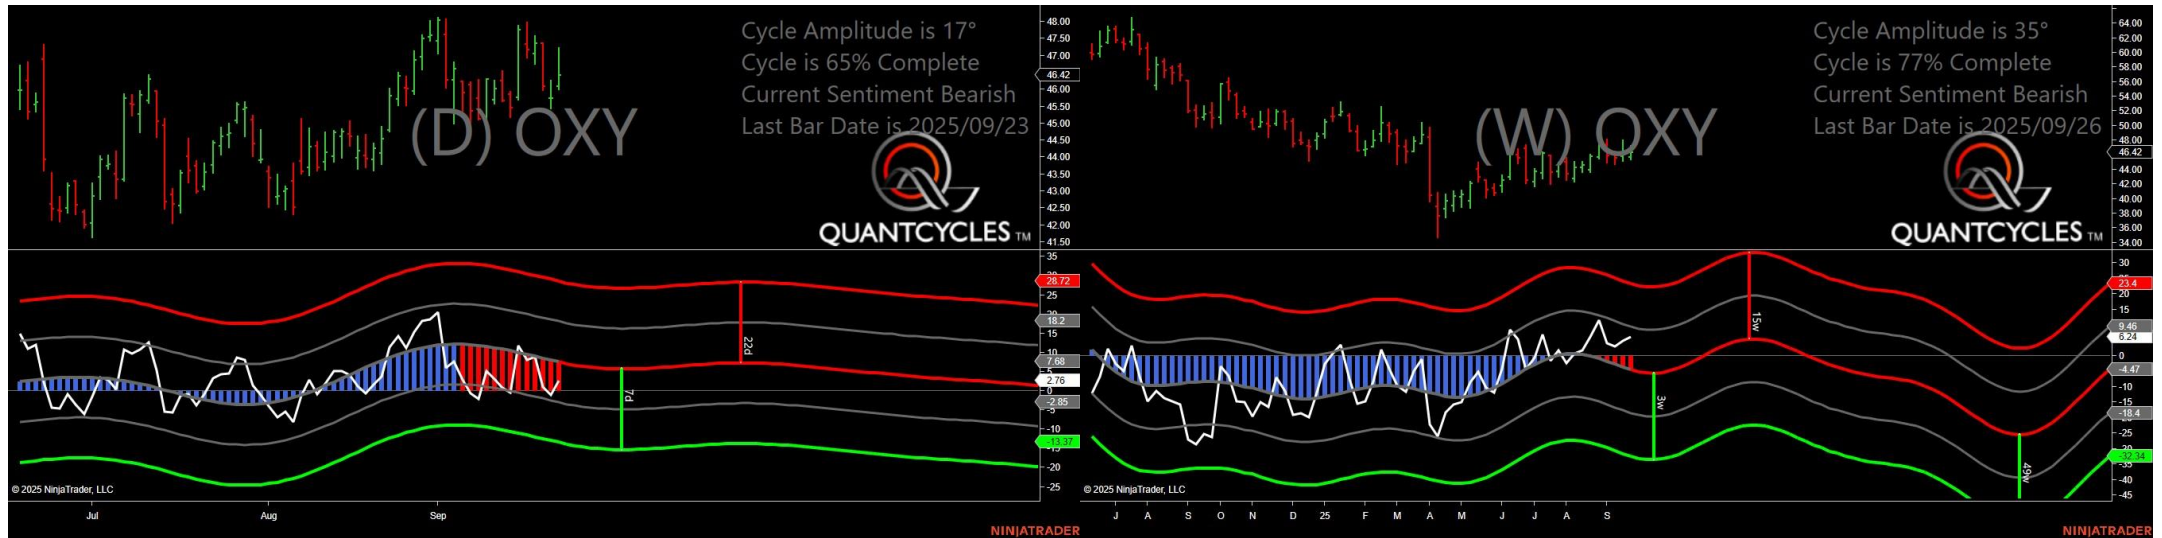 Cycle Amplitude is 17°
Cycle is 65% Complete
Current Sentiment Bearish
Last Bar Date is 2025/09/23
(D) OXY
QUANTCYCLES TM
48.00
47.50
47.00
46.42
46.00
45.50
45.00
44.50
44.00
43.50
43.00
42.50
42.00
41.50
35
28.72
25
18.2
10
7.68
2.76
0
-2.85
-5
-10
-13.37
-20
-25
22d
7d
© 2025 NinjaTrader, LLC
Jul Aug Sep
NINJATRADER
Cycle Amplitude is 35°
Cycle is 77% Complete
Current Sentiment Bearish
Last Bar Date is 2025/09/26
(W) OXY
QUANTCYCLES TM
64.00
62.00
60.00
58.00
56.00
54.00
52.00
50.00
48.00
46.42
44.00
42.00
40.00
38.00
36.00
34.00
30
23.4
20
15
9.46
6.24
0
-4.47
-10
-18.4
-25
-32.34
-35
-40
-45
15w
3w
49w
© 2025 NinjaTrader, LLC
J A S O N D 25 F M A M J J A S
NINJATRADER